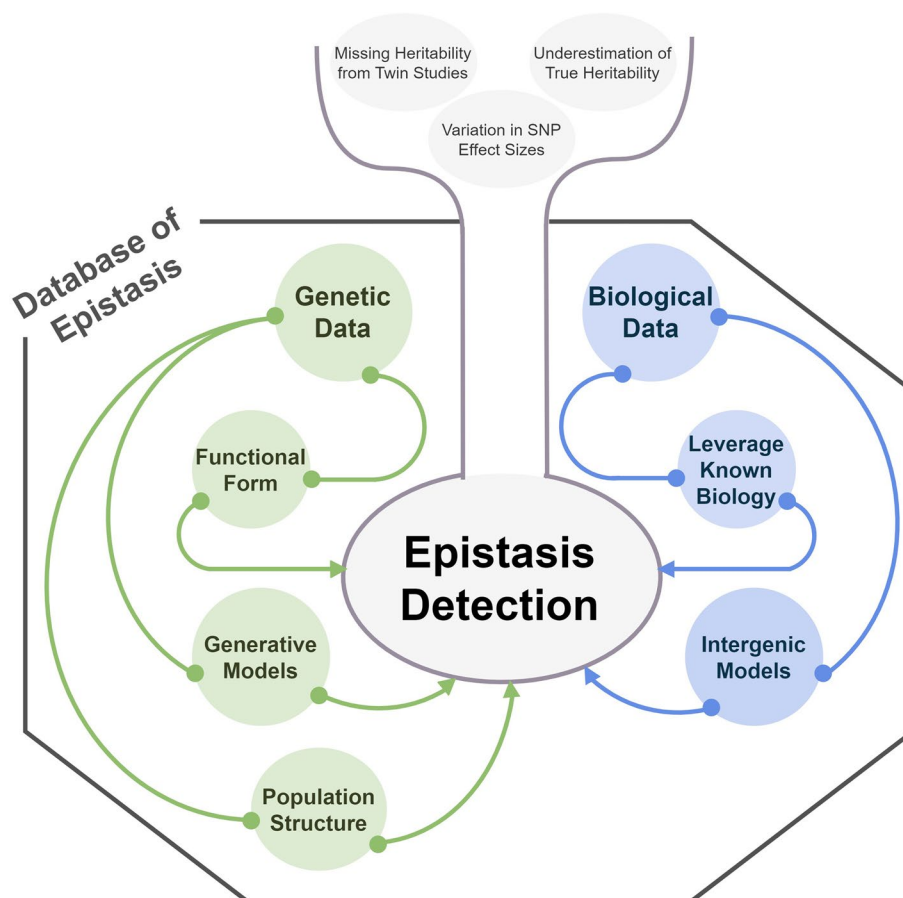 Missing Heritability
from Twin Studies
Underestimation of
True Heritability
Variation in SNP
Effect Sizes
Database of
Epistasis
Genetic
Data
Biological
Data
Functional
Form
Leverage
Known
Biology
Epistasis
Detection
Generative
Models
Intergenic
Models
Population
Structure